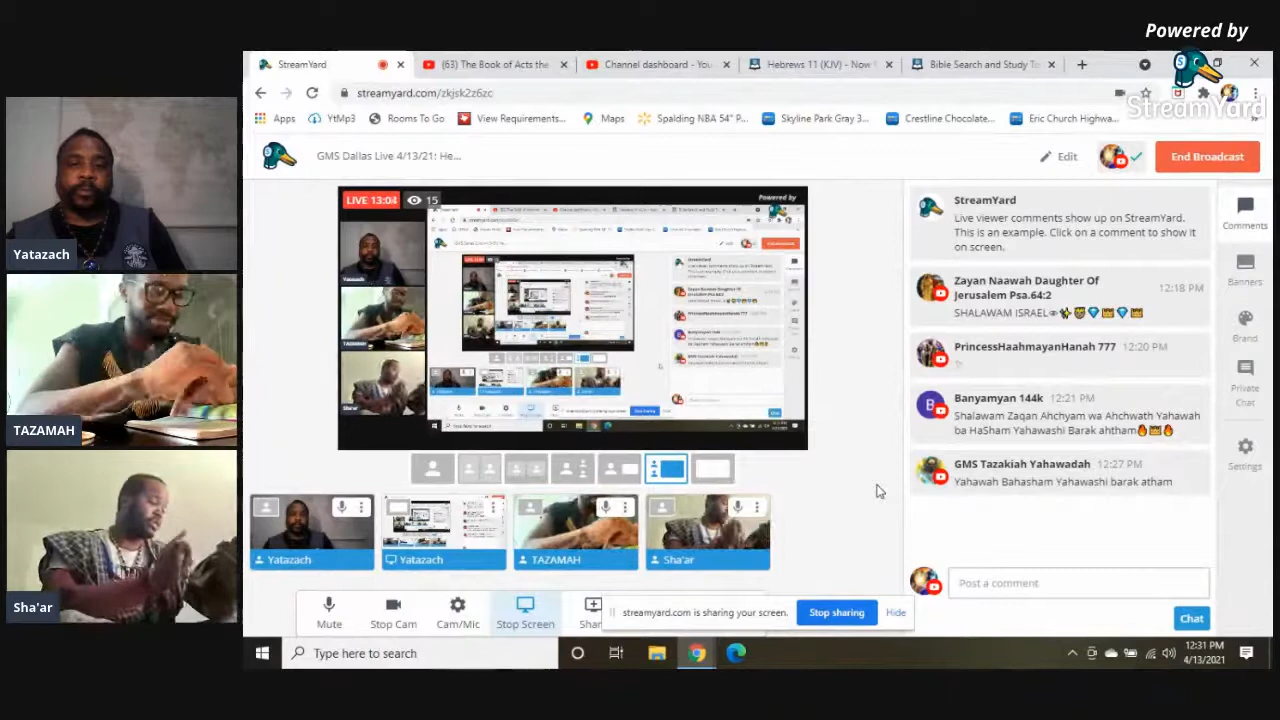 Powered by
StreamYard
Yatazach
TAZAMAH
Sha'ar
StreamYard
(63) The Book of Acts the
Channel dashboard - You
Hebrews 11 (KJV) - Now
Bible Search and Study To
streamyard.com/zkjsk2z6zc
Apps
YtMp3
Rooms To Go
View Requirements...
Maps
Spalding NBA 54" P...
Skyline Park Gray 3...
Crestline Chocolate...
Eric Church Highwa...
GMS Dallas Live 4/13/21: He...
Edit
End Broadcast
LIVE 13:04
15
Powered by
Yatazach
Yatazach
TAZAMAH
Sha'ar
Mute
Stop Cam
Cam/Mic
Stop Screen
Shar
streamyard.com is sharing your screen.
Stop sharing
Hide
StreamYard
Live viewer comments show up on StreamYard.
This is an example. Click on a comment to show it
on screen.
Zayan Naawah Daughter Of
Jerusalem Psa.64:2
12:18 PM
SHALAWAM ISRAEL
PrincessHaahmayanHanah 777
12:20 PM
Banyamyan 144k
12:21 PM
Shalawam Zaqan Ahchyam wa Achwath Yahawah
ba HaSham Yahawashi Barak ahtham🔥
GMS Tazakiah Yahawadah
12:27 PM
Yahawah Bahasham Yahawashi barak atham
Post a comment
Chat
Comments
Banners
Brand
Private
Chat
Settings
Type here to search
12:31 PM
4/13/2021